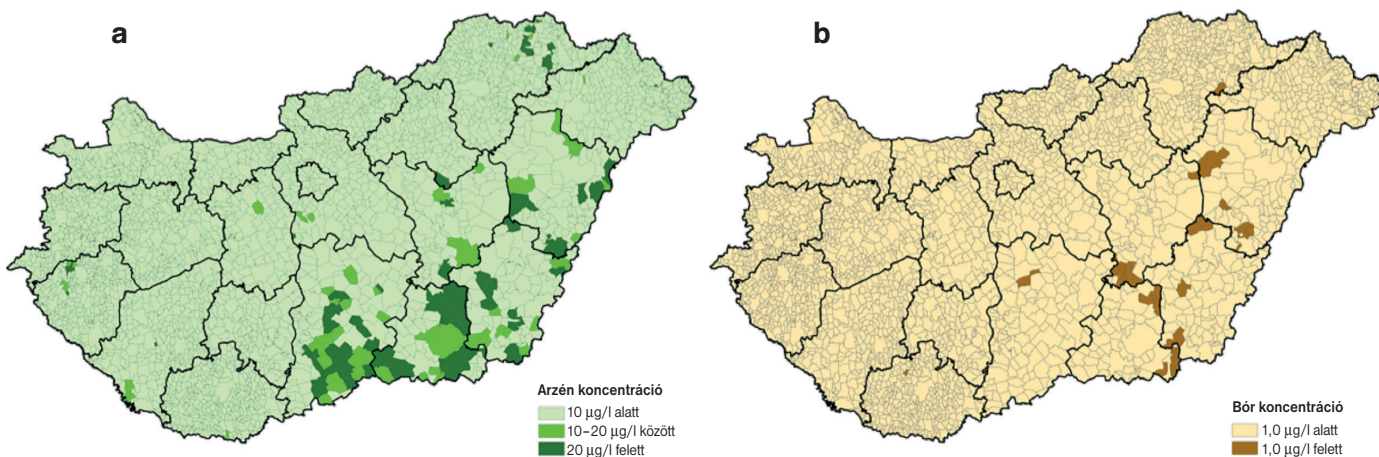 a
Arzén koncentráció
10 µg/l alatt
10–20 µg/l között
20 µg/l felett
b
Bór koncentráció
1,0 µg/l alatt
1,0 µg/l felett